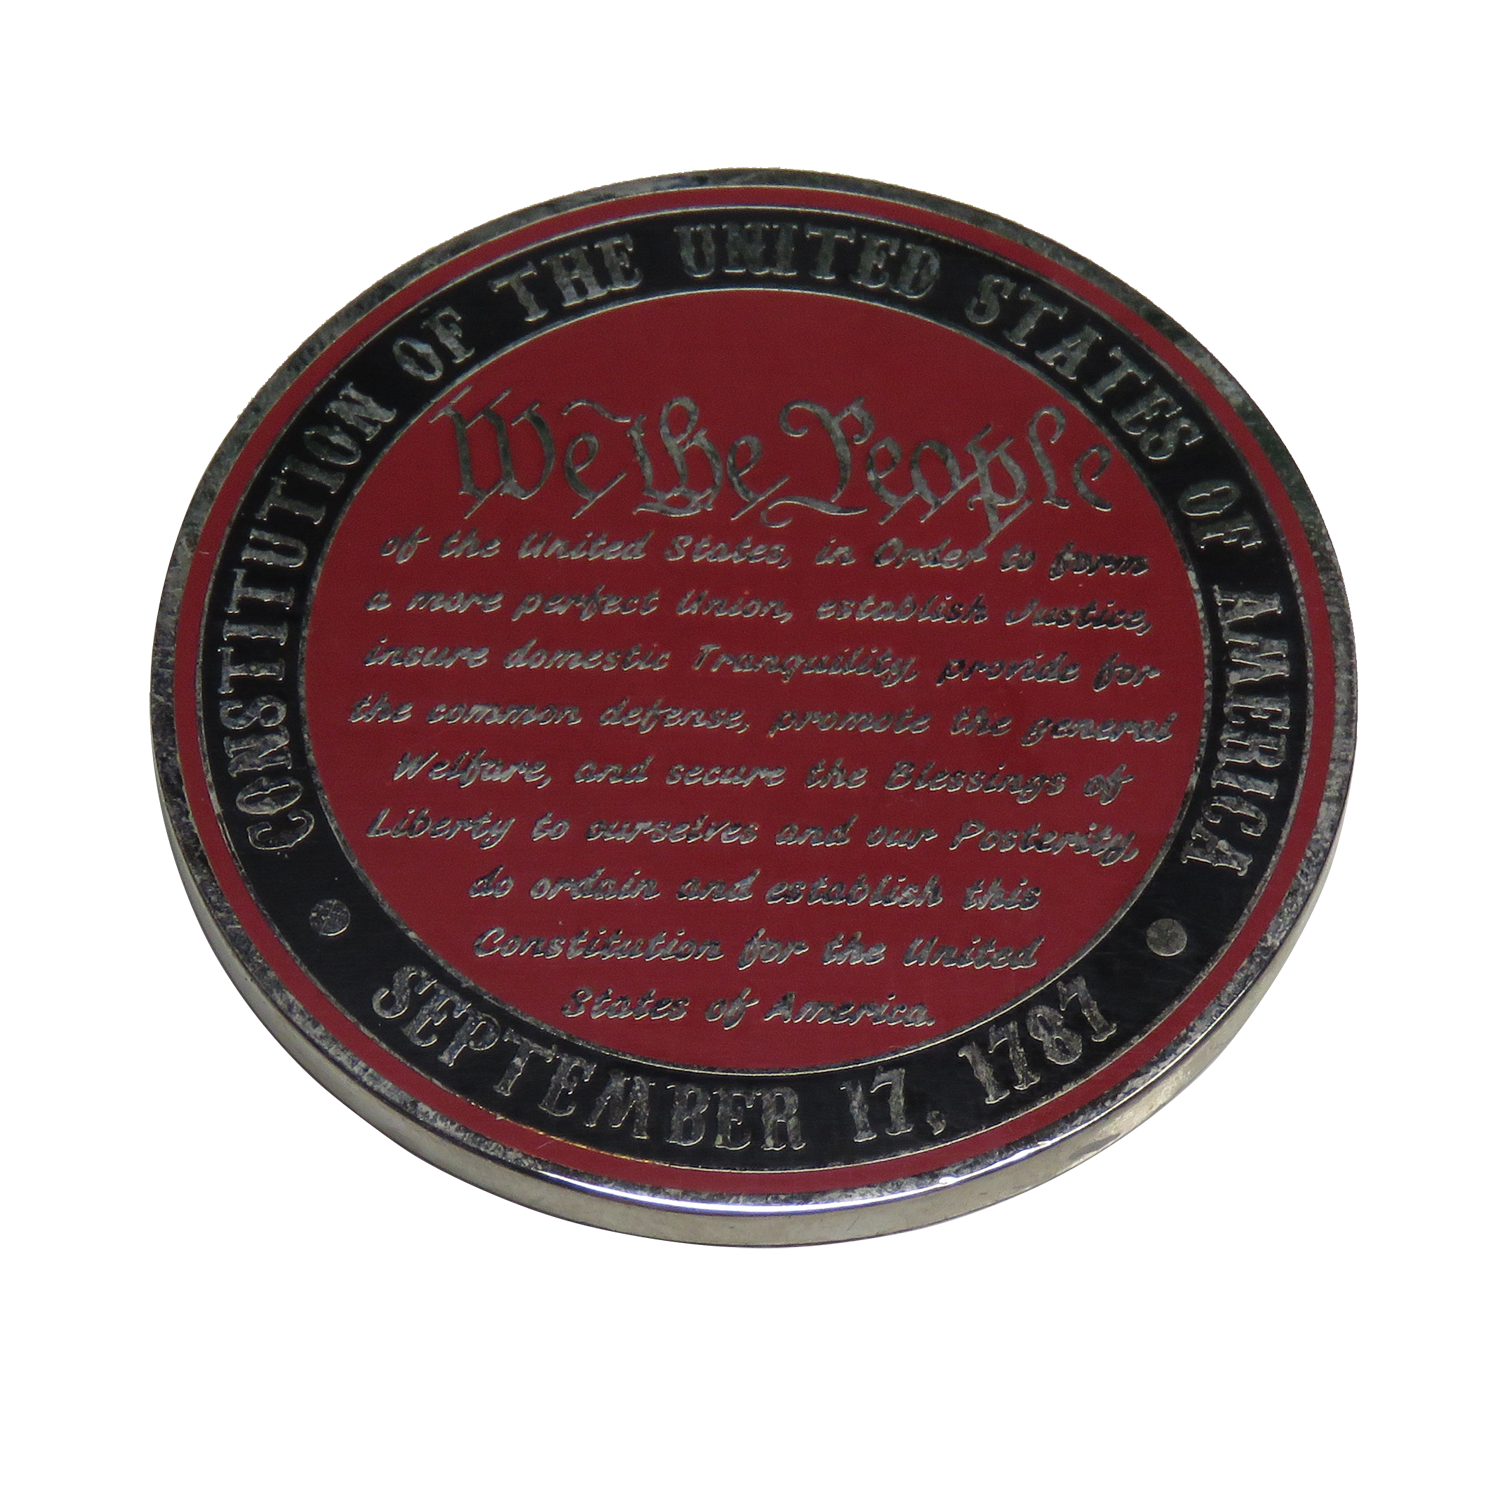 CONSTITUTION OF THE UNITED STATES OF AMERICA
We the People
of the United States, in Order to form
a more perfect Union, establish Justice,
insure domestic Tranquility, provide for
the common defense, promote the general
Welfare, and secure the Blessings of
Liberty to ourselves and our Posterity,
do ordain and establish this
Constitution for the United
States of America.
SEPTEMBER 17, 1787